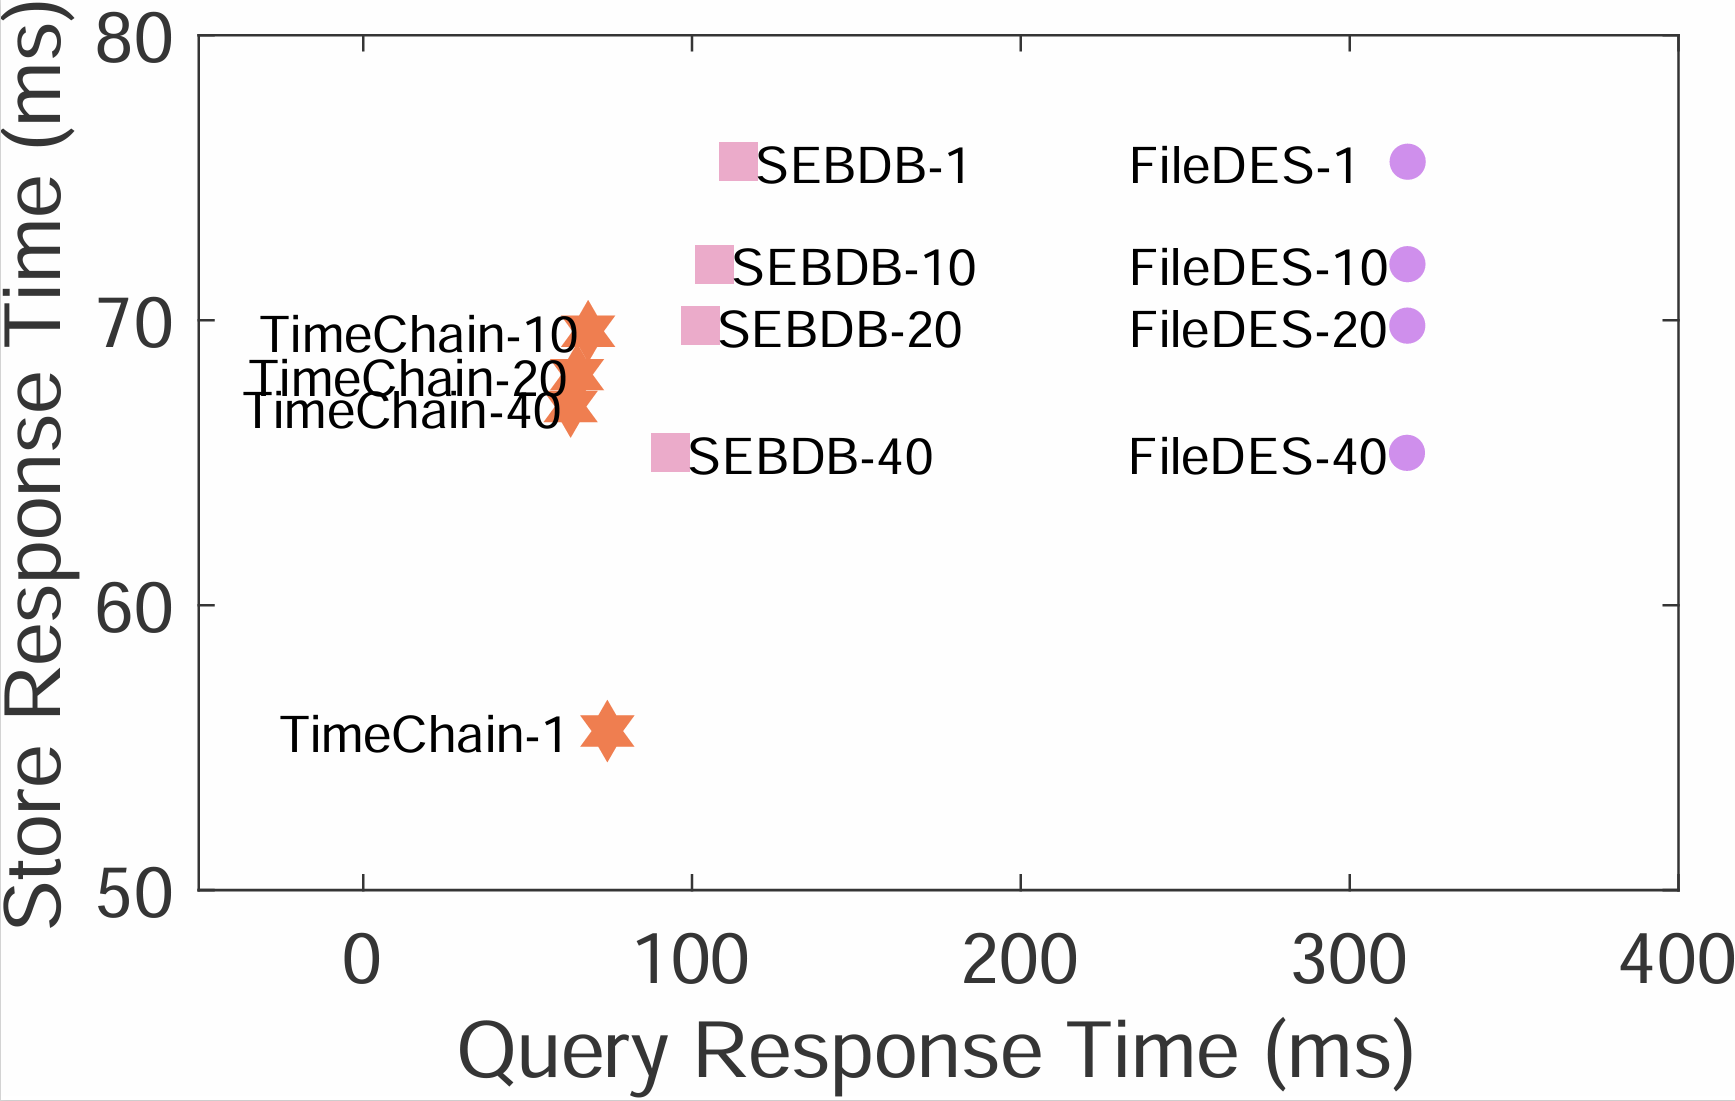 Store Response Time (ms)
80
70
60
50
SEBDB-1
FileDES-1
SEBDB-10
FileDES-10
TimeChain-10
SEBDB-20
FileDES-20
TimeChain-20
TimeChain-40
SEBDB-40
FileDES-40
TimeChain-1
0
100
200
300
400
Query Response Time (ms)